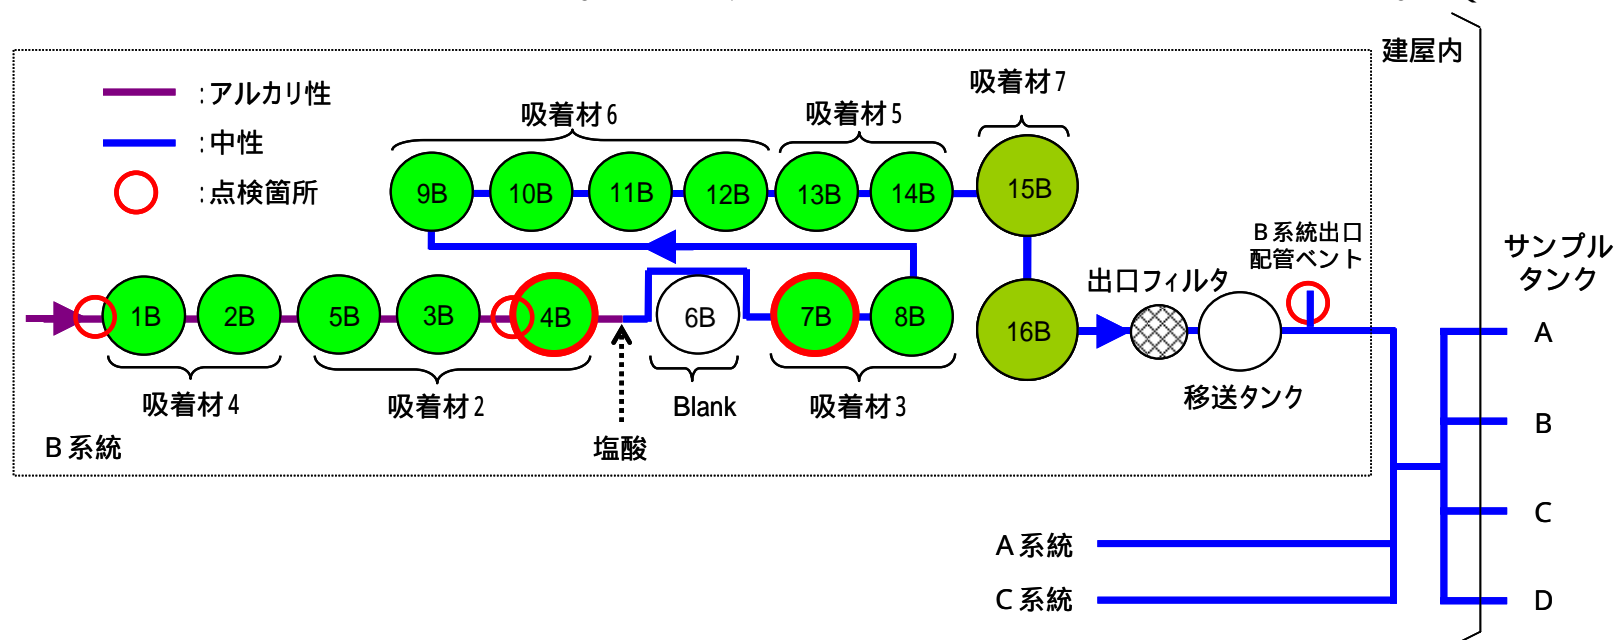 建屋内
:アルカリ性
:中性
:点検箇所
吸着材6
吸着材5
吸着材7
9B
10B
11B
12B
13B
14B
15B
B系統出口
配管ベント
サンプル
タンク
1B
2B
5B
3B
4B
6B
7B
8B
16B
出口フィルタ
移送タンク
吸着材4
吸着材2
Blank
吸着材3
塩酸
B系統
A
B
C
D
A系統
C系統